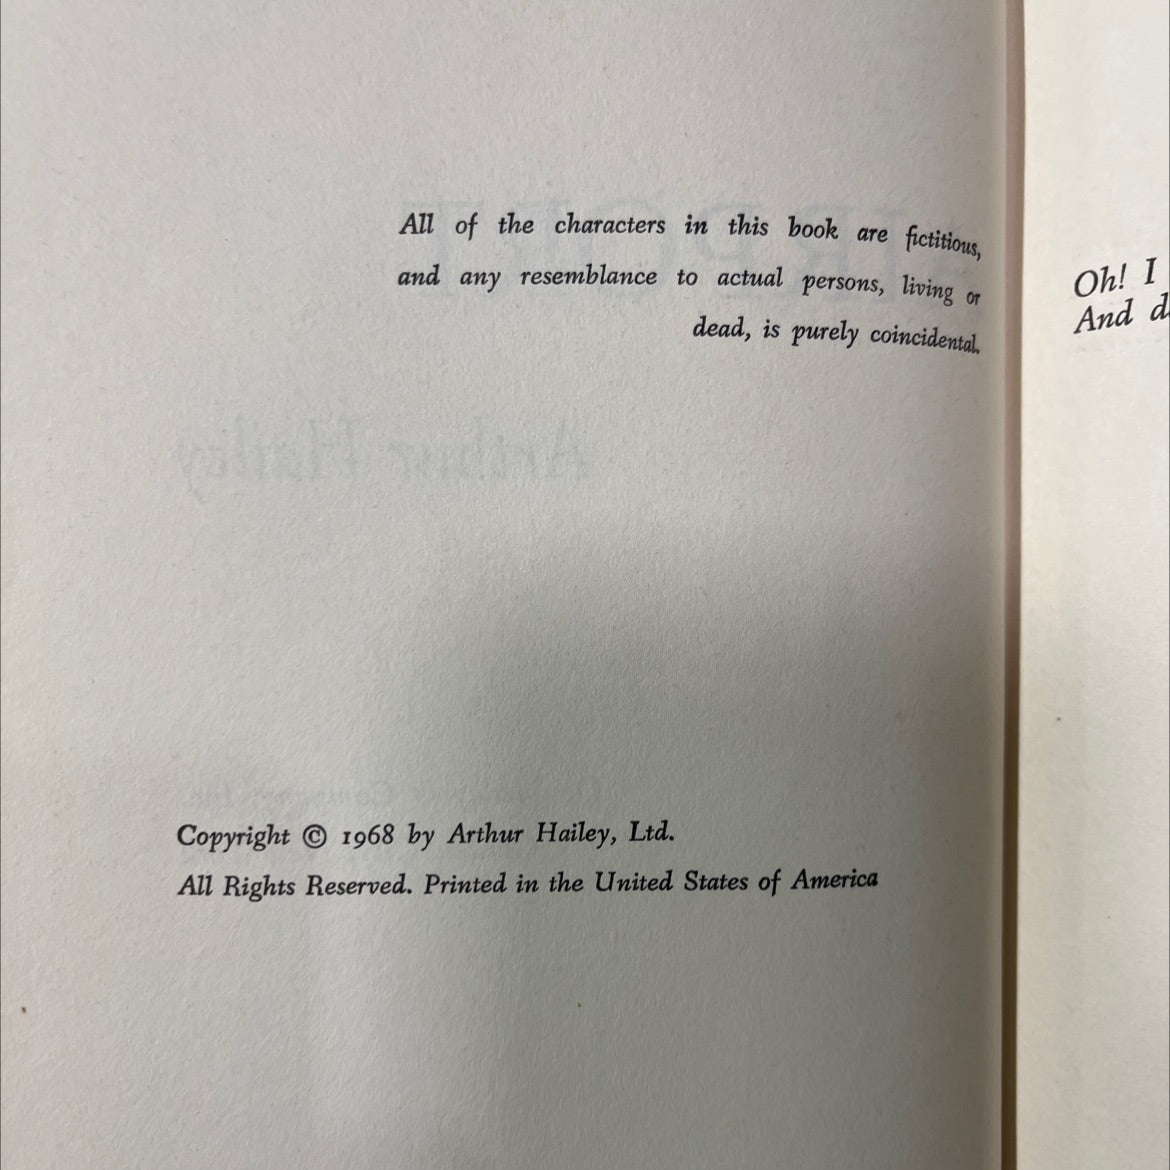 All of the characters in this book are fictitious,
and any resemblance to actual persons, living or
dead, is purely coincidental.
Arthur Hailey
Copyright © 1968 by Arthur Hailey, Ltd.
All Rights Reserved. Printed in the United States of America
Oh! I
And d